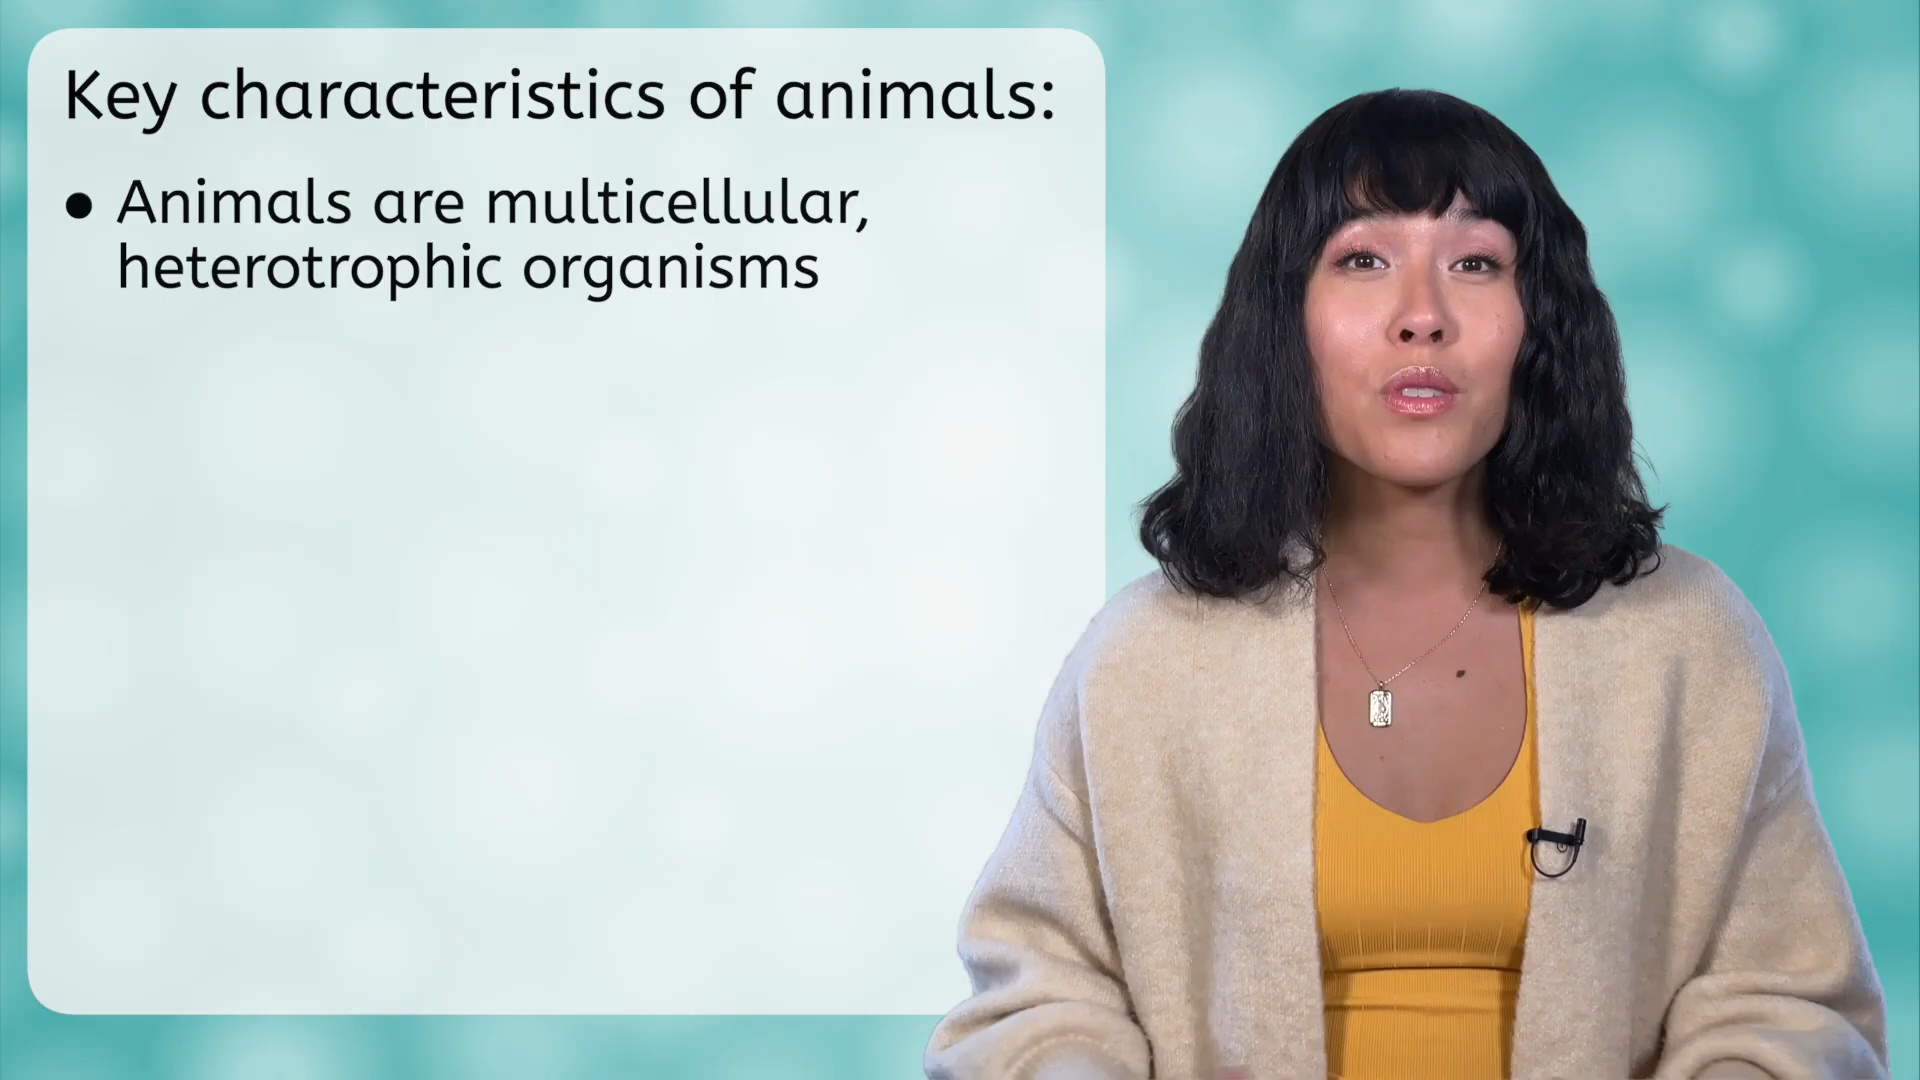 Key characteristics of animals:
• Animals are multicellular,
heterotrophic organisms